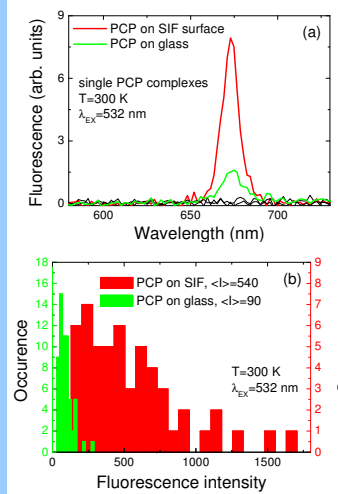 PCP on SIF surface
PCP on glass
(a)
single PCP complexes
T=300 K
λEX=532 nm
Fluorescence (arb. units)
9
6
3
0
600
650
700
Wavelength (nm)
(b)
PCP on SIF, <I>=540
PCP on glass, <I>=90
T=300 K
λEX=532 nm
Occurence
18
16
14
12
10
8
6
4
2
0
9
8
7
6
5
4
3
2
1
0
0
500
1000
1500
Fluorescence intensity